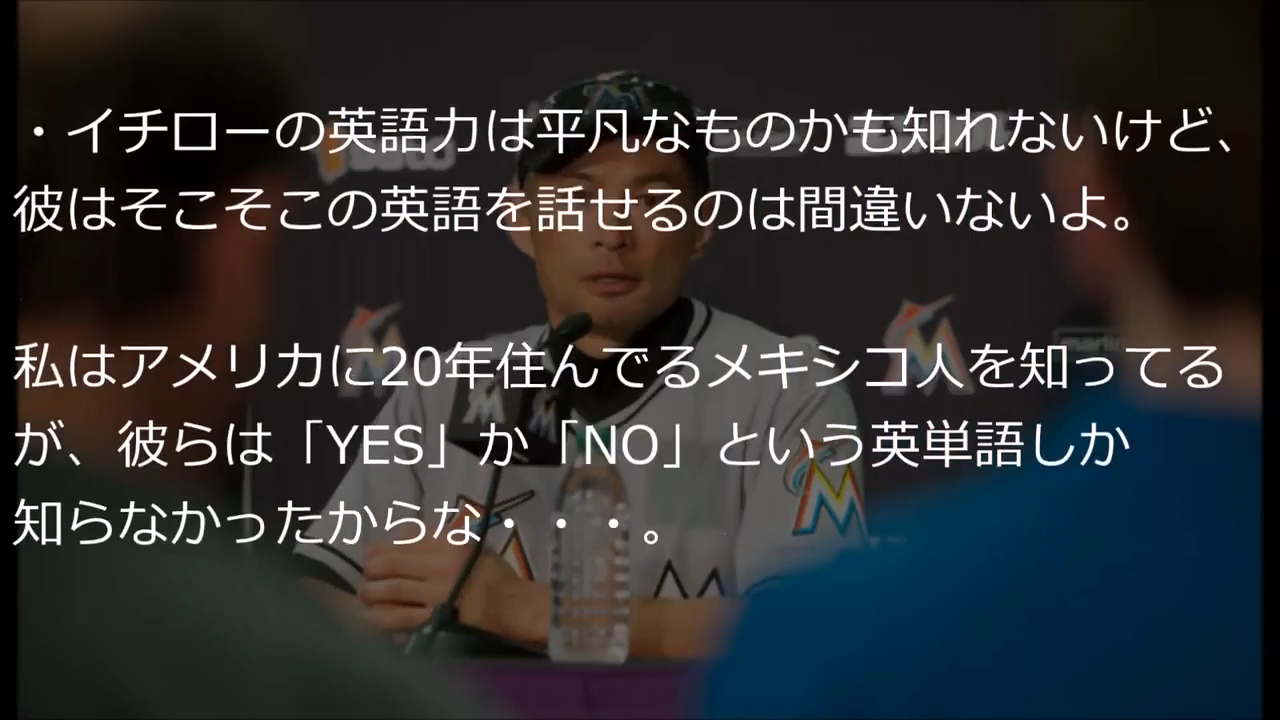 ・イチローの英語力は平凡なものかも知れないけど、
彼はそこそこの英語を話せるのは間違いないよ。
私はアメリカに20年住んでるメキシコ人を知ってる
が、彼らは「YES」か「NO」という英単語しか
知らなかったからな・・・。